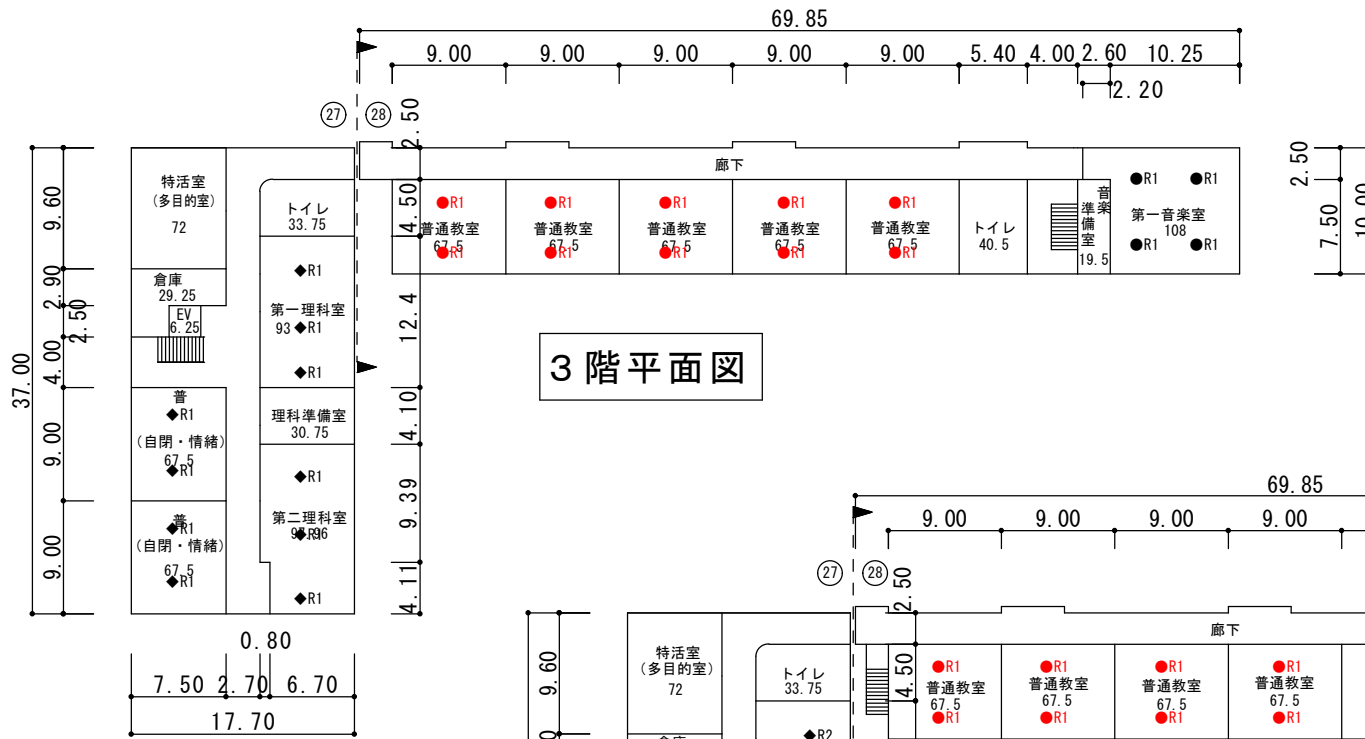 69.85
9.00 9.00 9.00 9.00 9.00 5.40 4.00 2.60 10.25
2.20
27 28
2.50
廊下
特活室
(多目的室)
72
トイレ
33.75
4.50
R1 R1 R1 R1 R1
普通教室 普通教室 普通教室 普通教室 普通教室
67.5 67.5 67.5 67.5 67.5
R1 R1 R1 R1 R1
トイレ
40.5
音楽
準備室
19.5
R1 R1
第一音楽室
108
R1 R1
2.50
7.50
10.00
9.60
2.90
2.50
4.00
9.00
9.00
37.00
倉庫
29.25
EV
6.25
R1
第一理科室
93 R1
R1
12.4
3階平面図
普
R1
(自閉・情緒)
67.5
R1
理科準備室
30.75
4.10
普
R1
(自閉・情緒)
67.5
R1
R1
第二理科室
R1
R1
9.39
4.11
0.80
7.50 2.70 6.70
17.70
69.85
9.00 9.00 9.00 9.00
27 28
2.50
廊下
9.60
特活室
(多目的室)
72
トイレ
33.75
4.50
R1 R1 R1 R1
普通教室 普通教室 普通教室 普通教室
67.5 67.5 67.5 67.5
R1 R1 R1 R1
R2